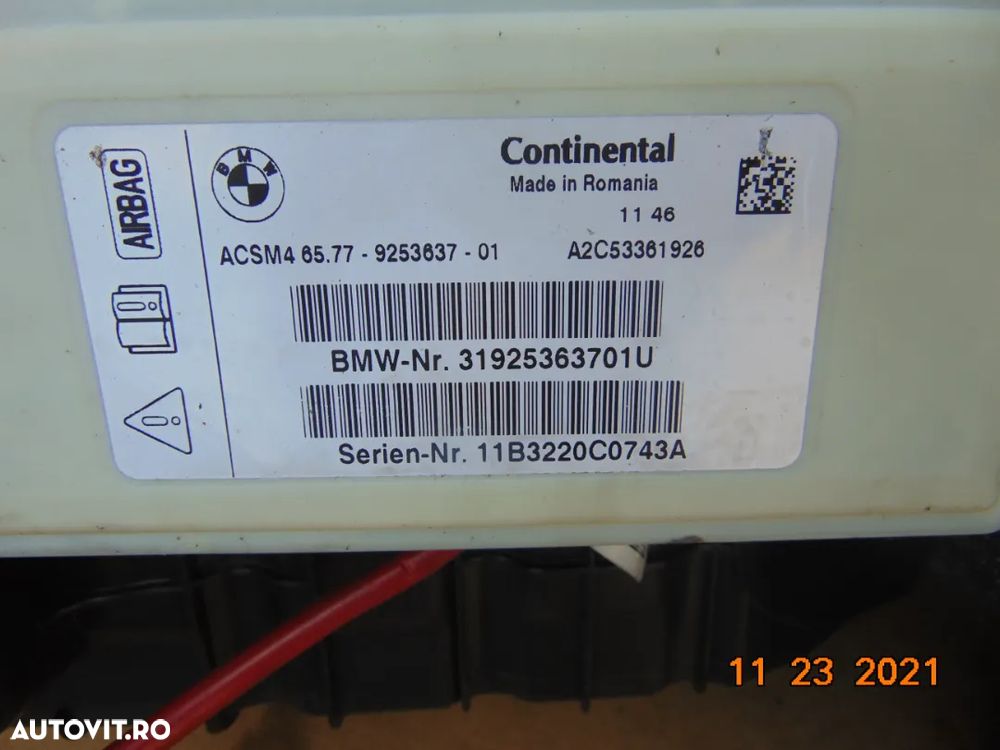 AIRBAG
BMW
Continental
Made in Romania
11 46
ACSM4 65.77 - 9253637 - 01 A2C53361926
BMW-Nr. 31925363701U
Serien-Nr. 11B3220C0743A
11 23 2021
AUTOVIT.RO